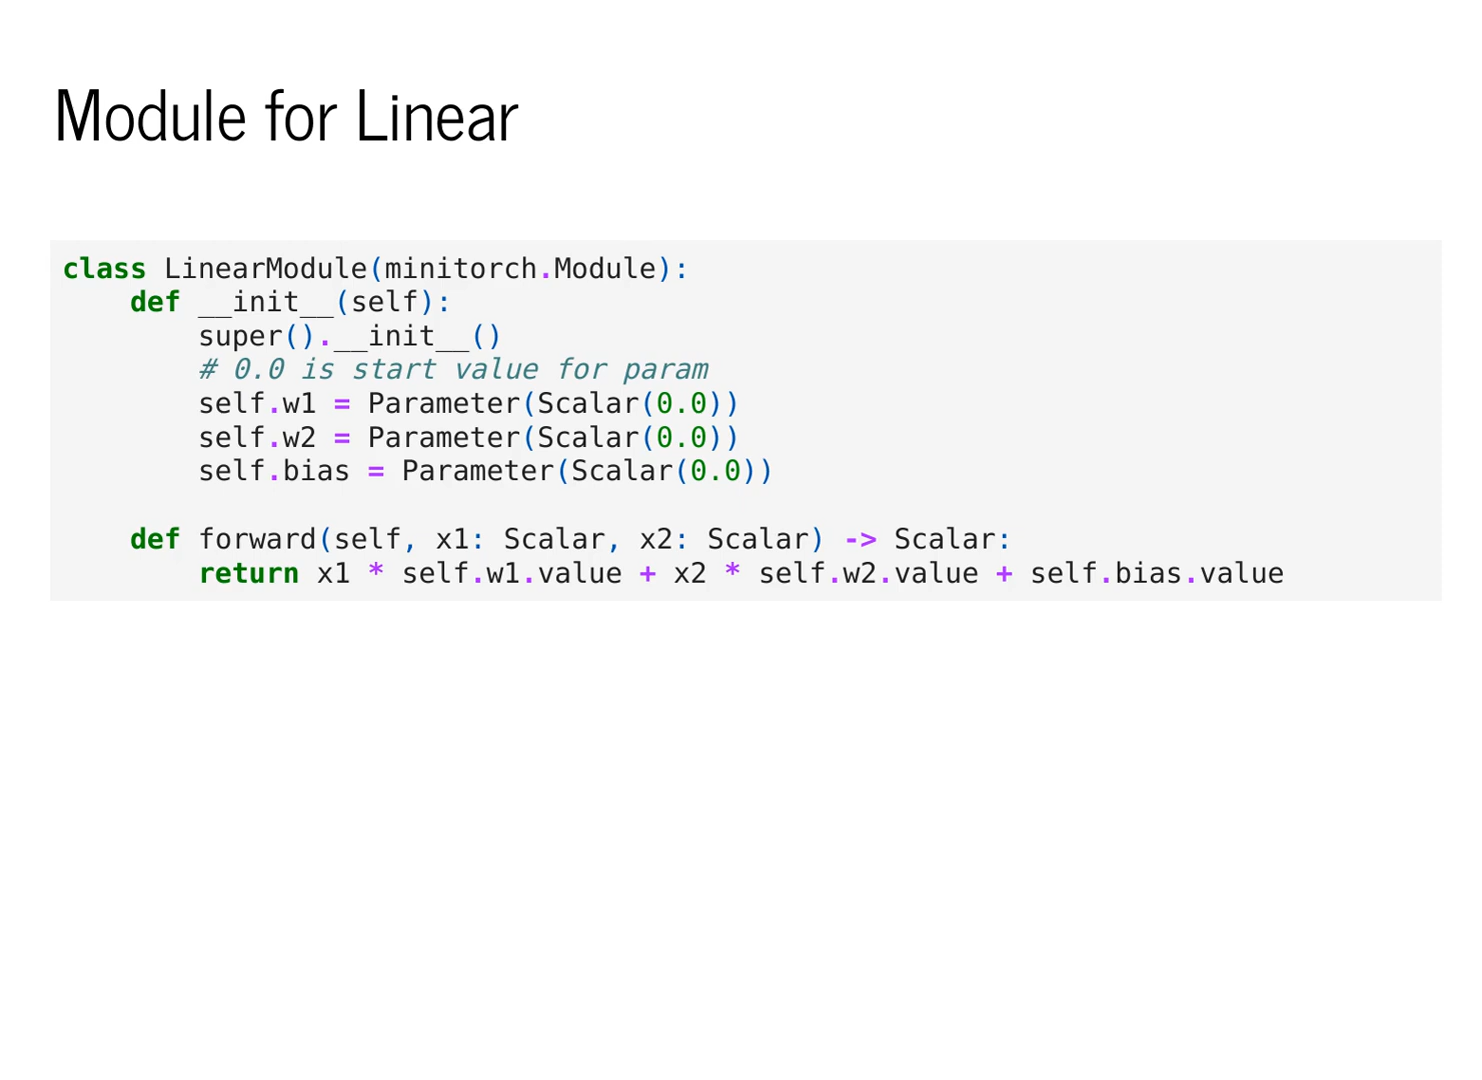 Module for Linear
class LinearModule(minitorch.Module):
    def __init__(self):
        super().__init__()
        # 0.0 is start value for param
        self.w1 = Parameter(Scalar(0.0))
        self.w2 = Parameter(Scalar(0.0))
        self.bias = Parameter(Scalar(0.0))

    def forward(self, x1: Scalar, x2: Scalar) -> Scalar:
        return x1 * self.w1.value + x2 * self.w2.value + self.bias.value